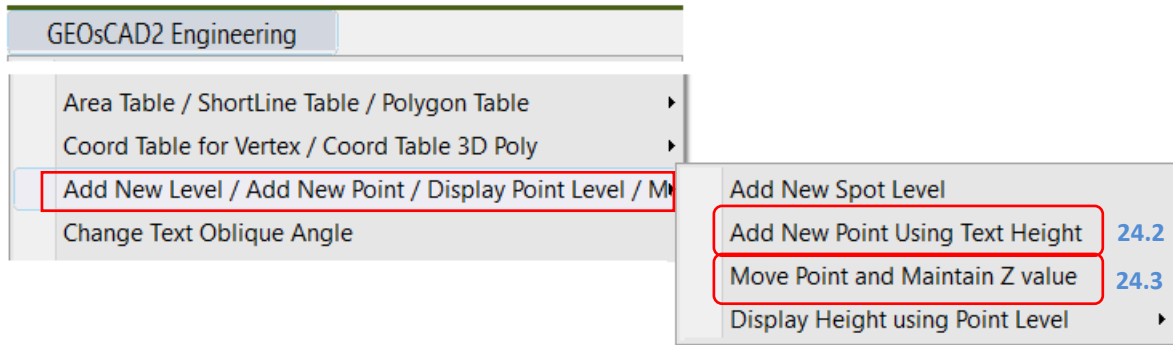 GEOsCAD2 Engineering
Area Table / ShortLine Table / Polygon Table
Coord Table for Vertex / Coord Table 3D Poly
Add New Level / Add New Point / Display Point Level / M
Change Text Oblique Angle
Add New Spot Level
Add New Point Using Text Height 24.2
Move Point and Maintain Z value 24.3
Display Height using Point Level